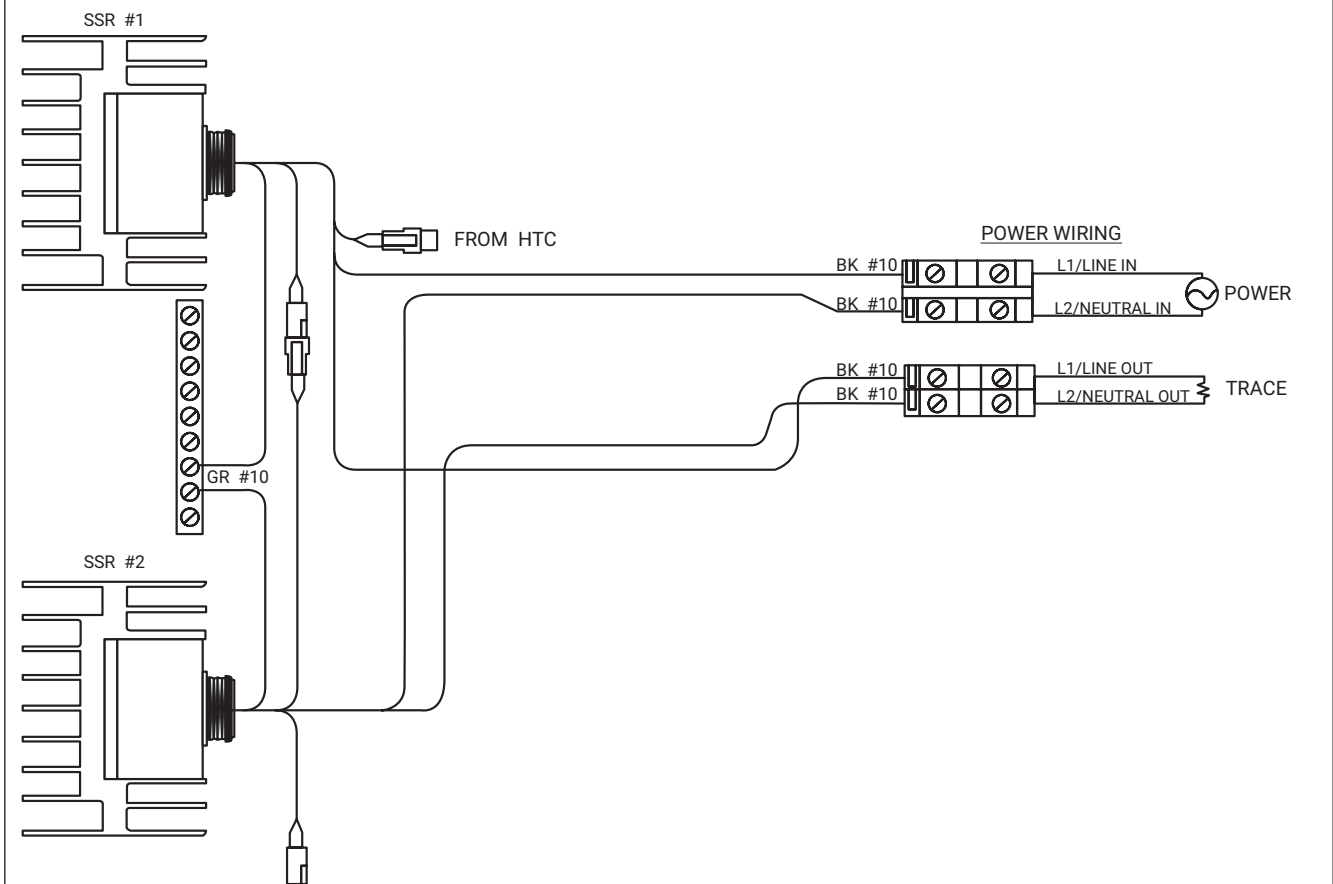 SSR #1
FROM HTC
POWER WIRING
BK #10
L1/LINE IN
BK #10
L2/NEUTRAL IN
POWER
BK #10
L1/LINE OUT
BK #10
L2/NEUTRAL OUT
TRACE
GR #10
SSR #2